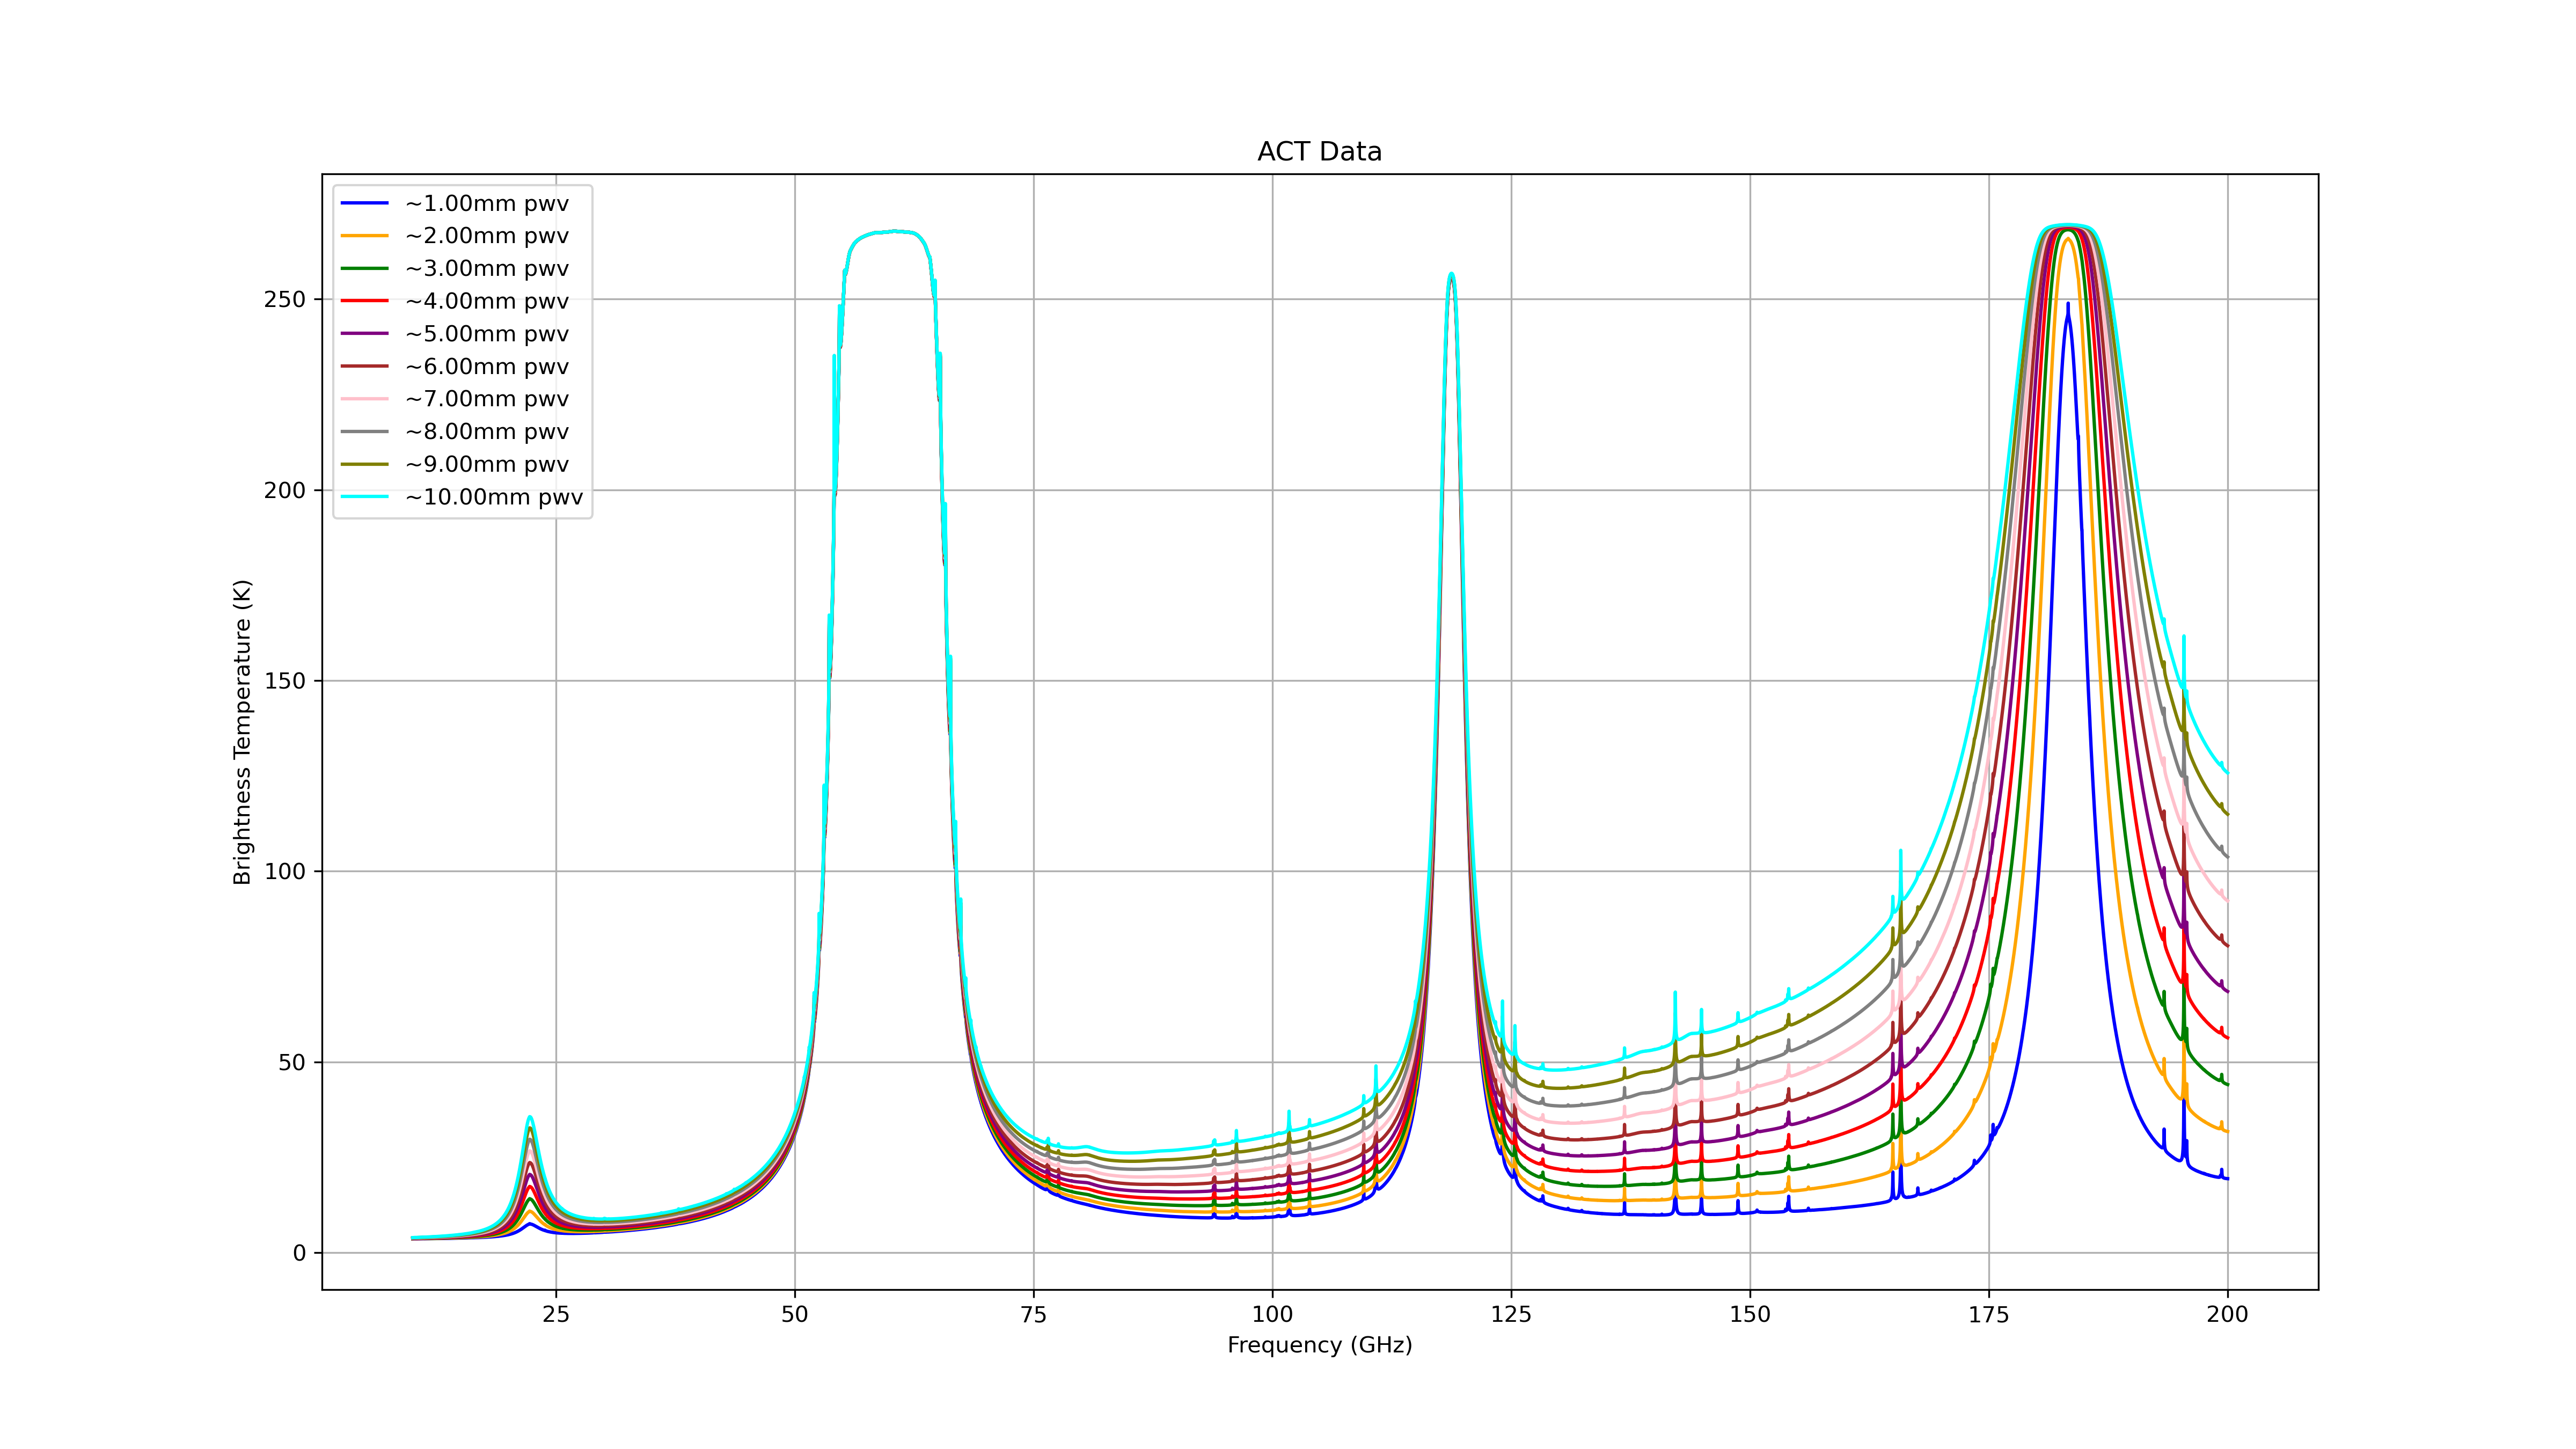 ACT Data
~1.00mm pwv
~2.00mm pwv
~3.00mm pwv
~4.00mm pwv
~5.00mm pwv
~6.00mm pwv
~7.00mm pwv
~8.00mm pwv
~9.00mm pwv
~10.00mm pwv
Brightness Temperature (K)
250
200
150
100
50
0
25 50 75 100 125 150 175 200
Frequency (GHz)